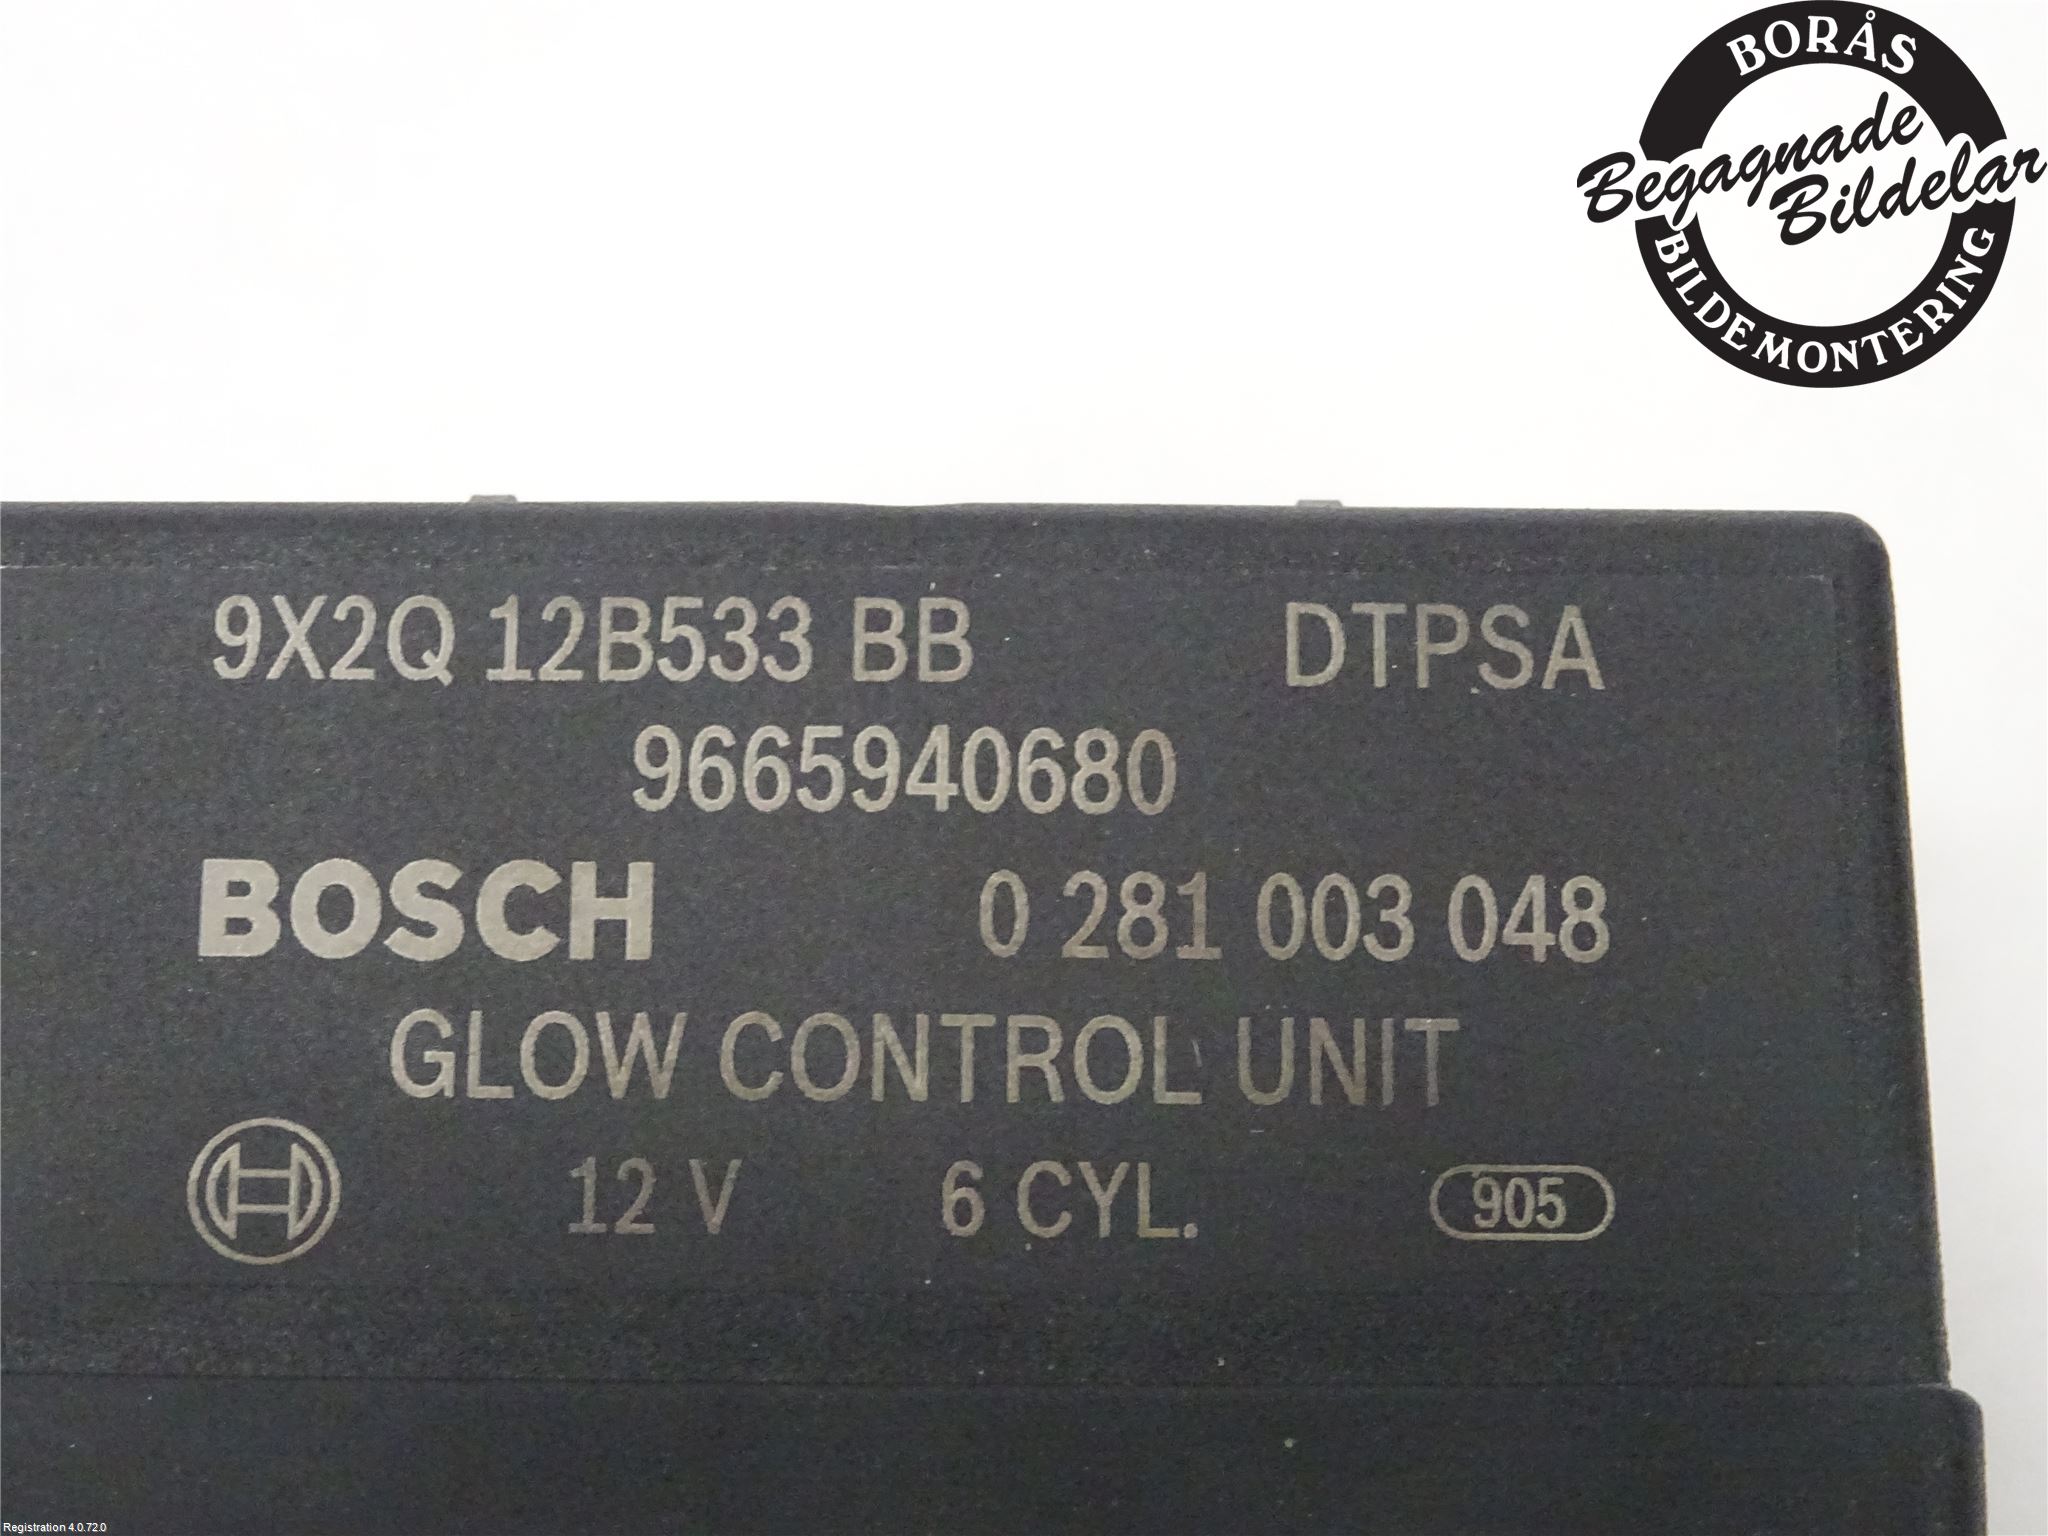 BORÅS
Begagnade
Bildelar
BILDEMONTERING
9X2Q 12B533 BB DTPSA
9665940680
BOSCH 0 281 003 048
GLOW CONTROL UNIT
12 V 6 CYL. 905
Registration 4.0.72.0